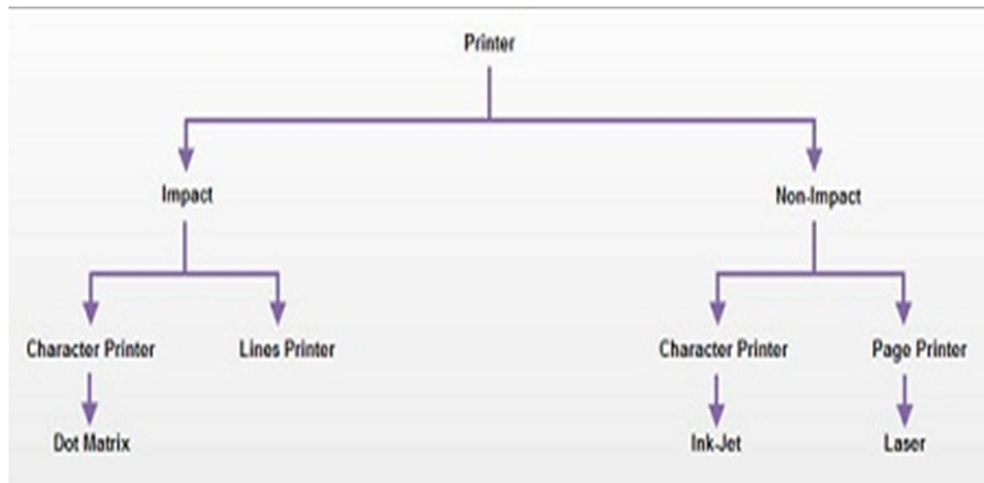 Printer
Impact
Non-Impact
Character Printer
Lines Printer
Character Printer
Page Printer
Dot Matrix
Ink-Jet
Laser